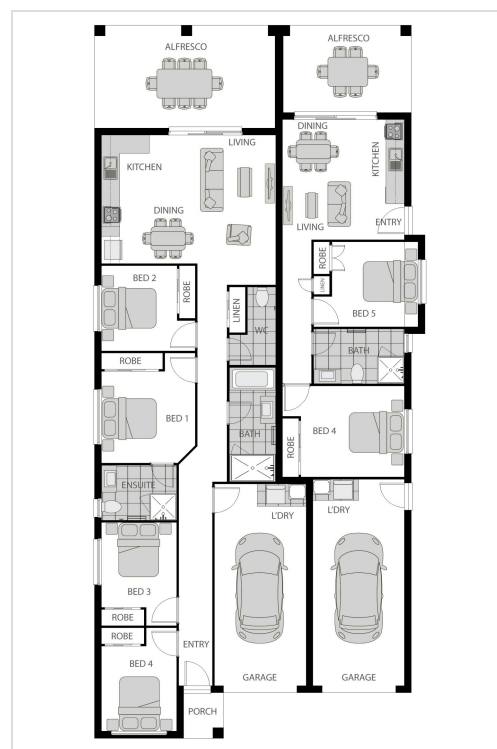 ALFRESCO
ALFRESCO
LIVING
KITCHEN
DINING
DINING
KITCHEN
LIVING
ENTRY
BED 2
ROBE
LINEN
WC
ROBE
LINEN
BED 5
ROBE
BED 1
BATH
BATH
BED 4
ROBE
ENSUITE
L'DRY
L'DRY
BED 3
ROBE
ROBE
BED 4
ENTRY
GARAGE
GARAGE
PORCH